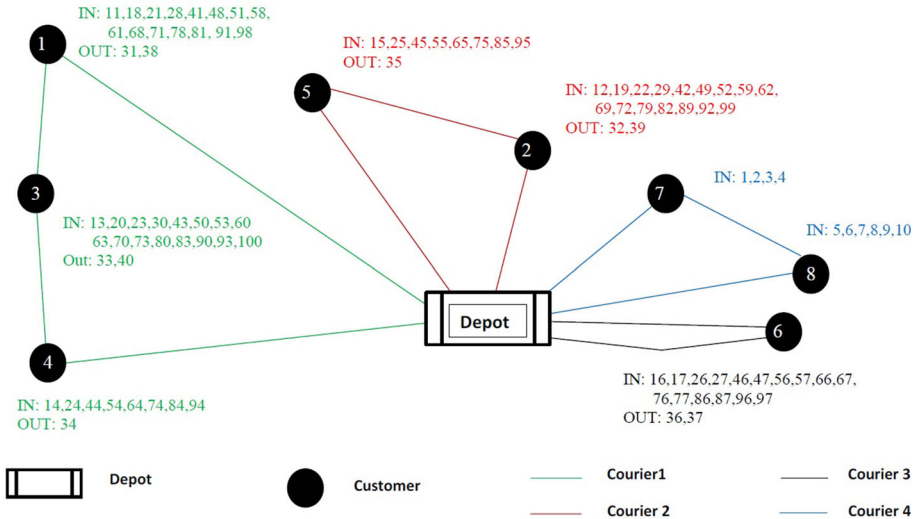 IN: 11,18,21,28,41,48,51,58,
61,68,71,78,81, 91,98
OUT: 31,38
1
IN: 15,25,45,55,65,75,85,95
OUT: 35
5
IN: 12,19,22,29,42,49,52,59,62,
69,72,79,82,89,92,99
OUT: 32,39
2
7
IN: 1,2,3,4
3
IN: 13,20,23,30,43,50,53,60
63,70,73,80,83,90,93,100
Out: 33,40
IN: 5,6,7,8,9,10
8
Depot
6
4
IN: 16,17,26,27,46,47,56,57,66,67,
76,77,86,87,96,97
OUT: 36,37
IN: 14,24,44,54,64,74,84,94
OUT: 34
Depot
Customer
Courier1
Courier 2
Courier 3
Courier 4